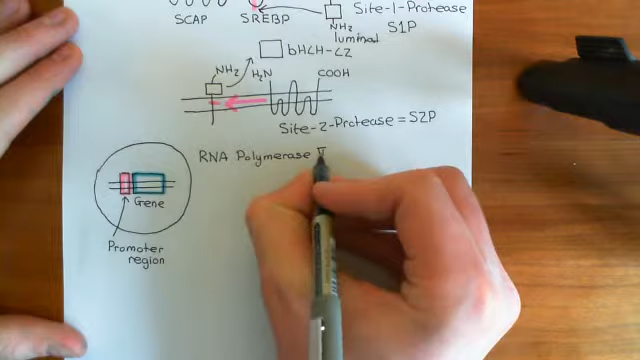 SCAP SREBP
Site-1-Protease
S1P
NH₂
luminal
bHLH-LZ
NH₂ H₂N COOH
Site-2-Protease = S2P
RNA Polymerase
Gene
Promoter
region